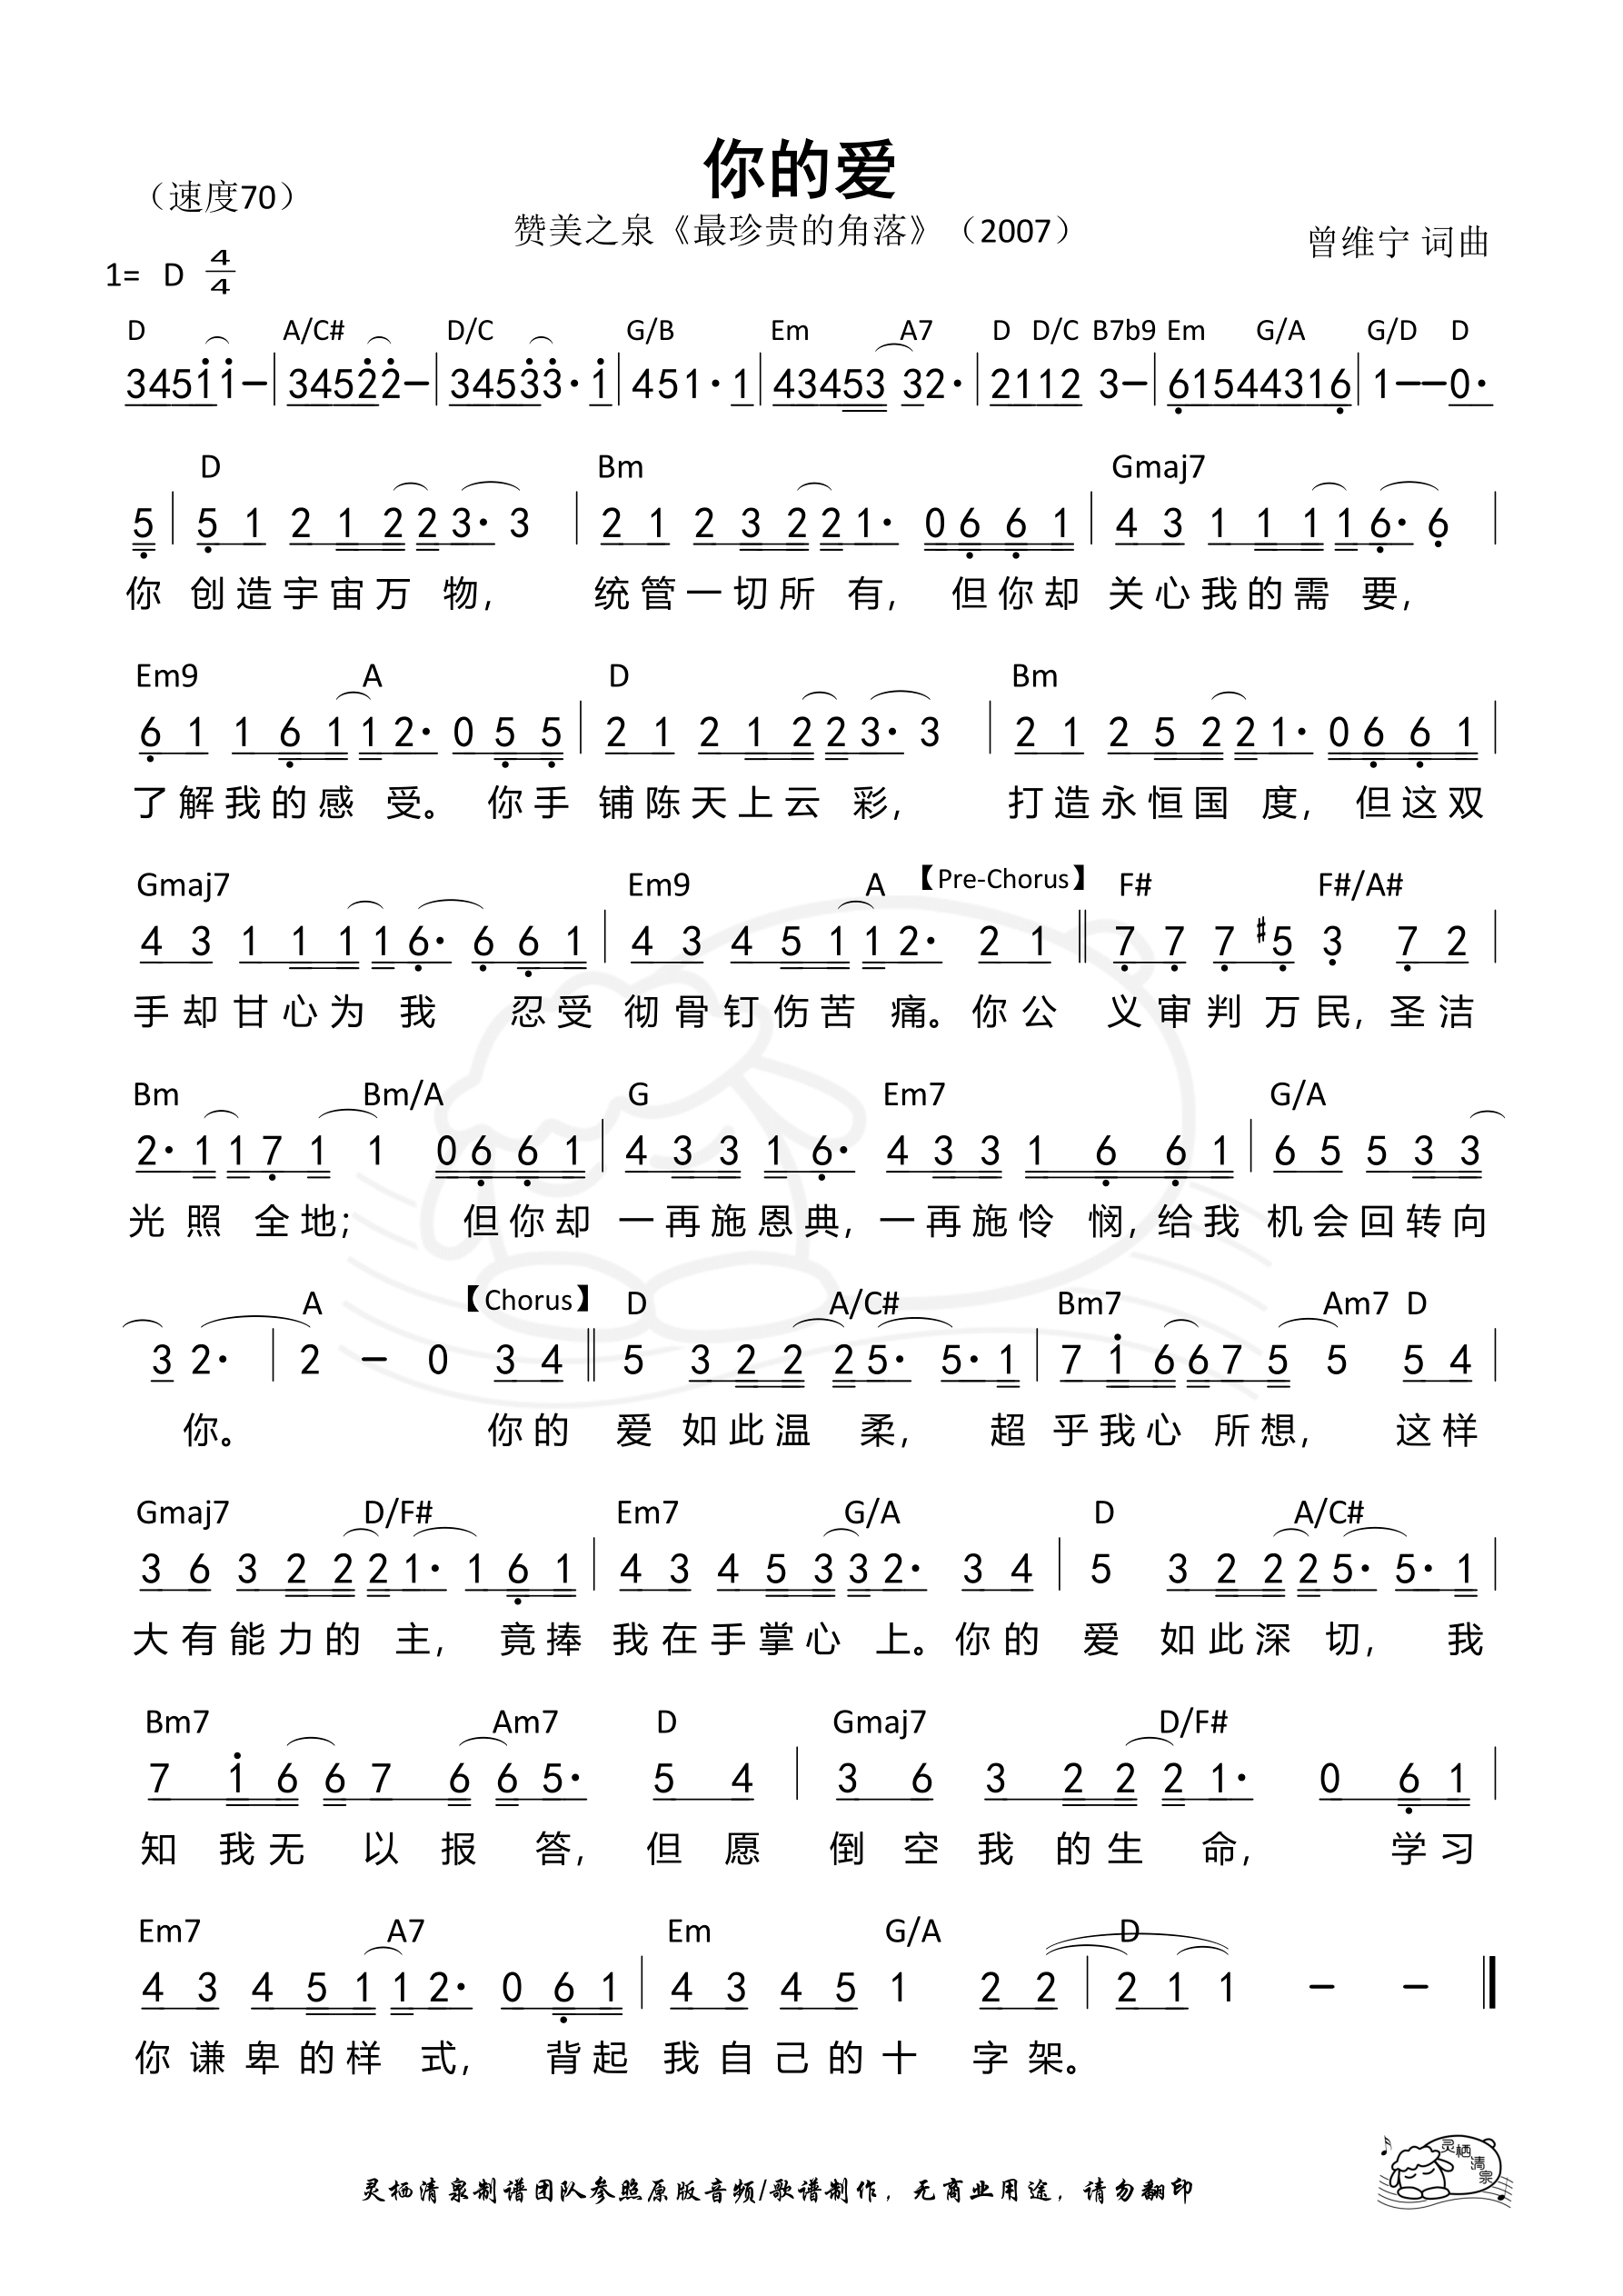 你的爱
（速度70）
赞美之泉《最珍贵的角落》（2007）
曾维宁 词曲
1= D 4/4
D A/C# D/C G/B Em A7 D D/C B7b9 Em G/A G/D D
3451̇1̇–|3452̇2̇–|3453̇3̇·1̇|451·1|43453 32·|2112 3–|6̣1544316̣|1––0·
D Bm Gmaj7
5̣|5̣ 1 2 1 2 2 3· 3 |2 1 2 3 2 2 1· 0 6̣ 6̣ 1|4 3 1 1 1 1 6̣· 6̣ |
你 创造宇宙万 物， 统管一切所 有， 但你却 关心我的需 要，
Em9 A D Bm
6̣ 1 1 6̣ 1 1 2· 0 5̣ 5̣|2 1 2 1 2 2 3· 3 |2 1 2 5 2 2 1· 0 6̣ 6̣ 1|
了解我的感 受。 你手 铺陈天上云 彩， 打造永恒国 度， 但这双
Gmaj7 Em9 A 【Pre-Chorus】 F# F#/A#
4 3 1 1 1 1 6̣· 6̣ 6̣ 1|4 3 4 5 1 1 2· 2 1 ‖ 7̣ 7̣ 7̣ #5̣ 3̣ 7̣ 2 |
手却甘心为 我 忍受 彻骨钉伤苦 痛。你公 义审判万民，圣洁
Bm Bm/A G Em7 G/A
2· 1 1 7̣ 1 1 0 6̣ 6̣ 1|4 3 3 1 6̣· 4 3 3 1 6̣ 6̣ 1|6 5 5 3 3
光照 全地； 但你却 一再施恩典，一再施怜 悯，给我 机会回转向
A 【Chorus】 D A/C# Bm7 Am7 D
3 2· | 2 – 0 3 4 ‖ 5 3 2 2 2 5· 5· 1|7 1̇ 6 6 7 5 5 5 4 |
你。 你的 爱 如此温 柔， 超 乎我心 所想， 这样
Gmaj7 D/F# Em7 G/A D A/C#
3 6 3 2 2 2 1· 1 6̣ 1|4 3 4 5 3 3 2· 3 4 |5 3 2 2 2 5· 5· 1|
大有能力的 主， 竟捧 我在手掌心 上。你的 爱 如此深 切， 我
Bm7 Am7 D Gmaj7 D/F#
7 1̇ 6 6 7 6 6 5· 5 4 |3 6 3 2 2 2 1· 0 6̣ 1|
知 我无 以 报 答， 但 愿 倒 空 我 的生 命， 学习
Em7 A7 Em G/A D
4 3 4 5 1 1 2· 0 6̣ 1|4 3 4 5 1 2 2|2 1 1 – – ‖
你谦卑的样 式， 背起 我自己的十 字架。
灵栖清泉
灵栖清泉制谱团队参照原版音频/歌谱制作，无商业用途，请勿翻印